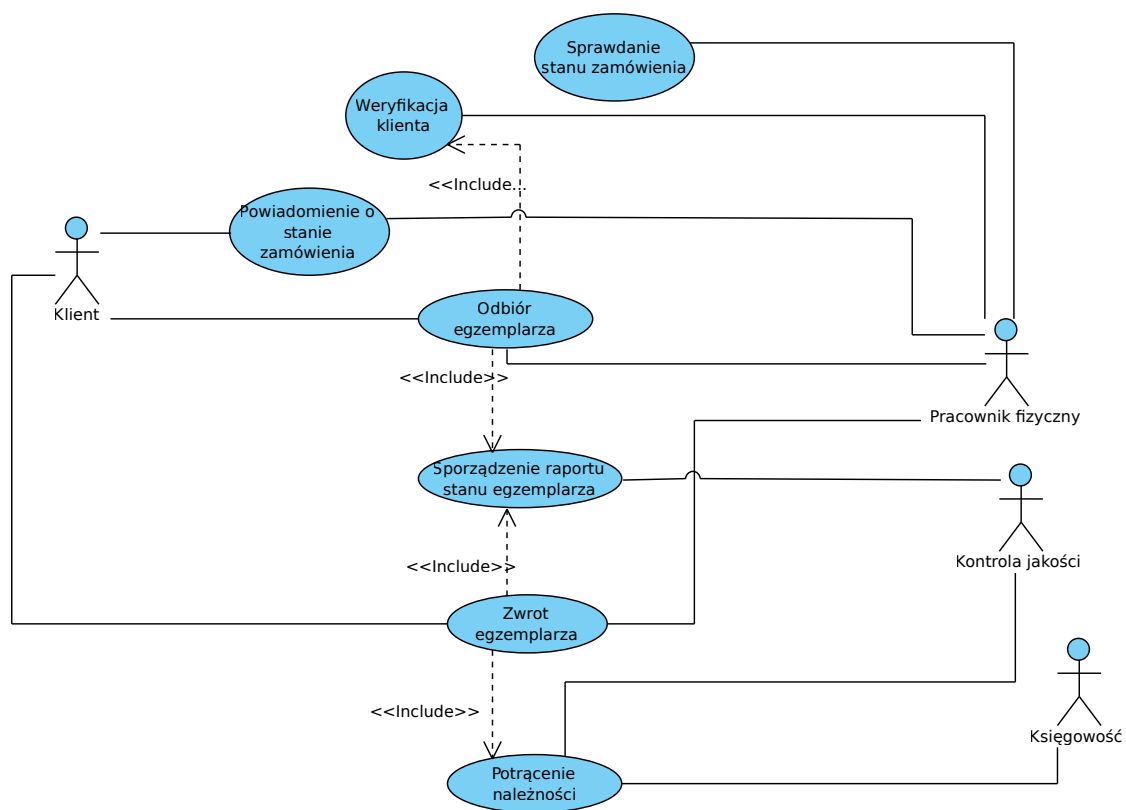 Sprawdanie
stanu zamówienia
Weryfikacja
klienta
<<Include...
Powiadomienie o
stanie
zamówienia
Klient
Odbiór
egzemplarza
<<Include>>
Pracownik fizyczny
Sporządzenie raportu
stanu egzemplarza
Kontrola jakości
<<Include>>
Zwrot
egzemplarza
<<Include>>
Księgowość
Potrącenie
należności